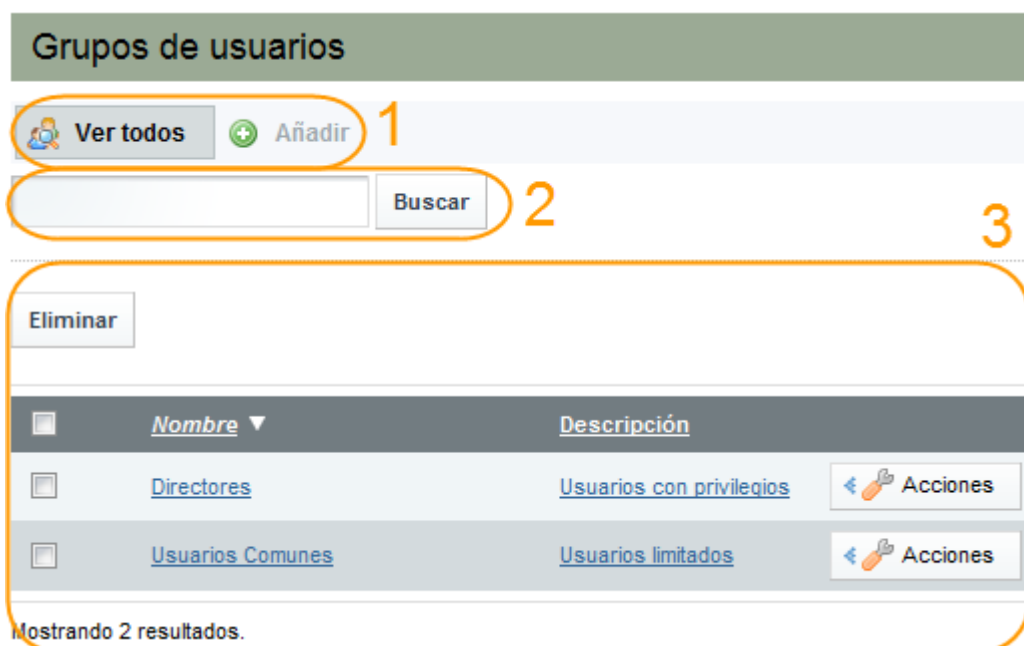 Grupos de usuarios
Ver todos Añadir 1
Buscar 2
3
Eliminar
Nombre ▼ Descripción
Directores Usuarios con privilegios Acciones
Usuarios Comunes Usuarios limitados Acciones
Mostrando 2 resultados.